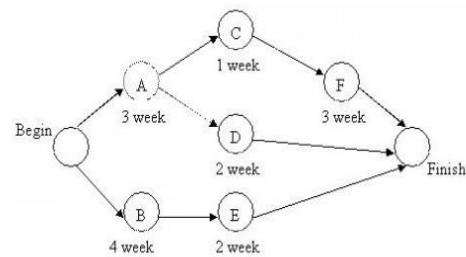 C
1 week
A
3 week
F
3 week
Begin
D
2 week
Finish
B
4 week
E
2 week